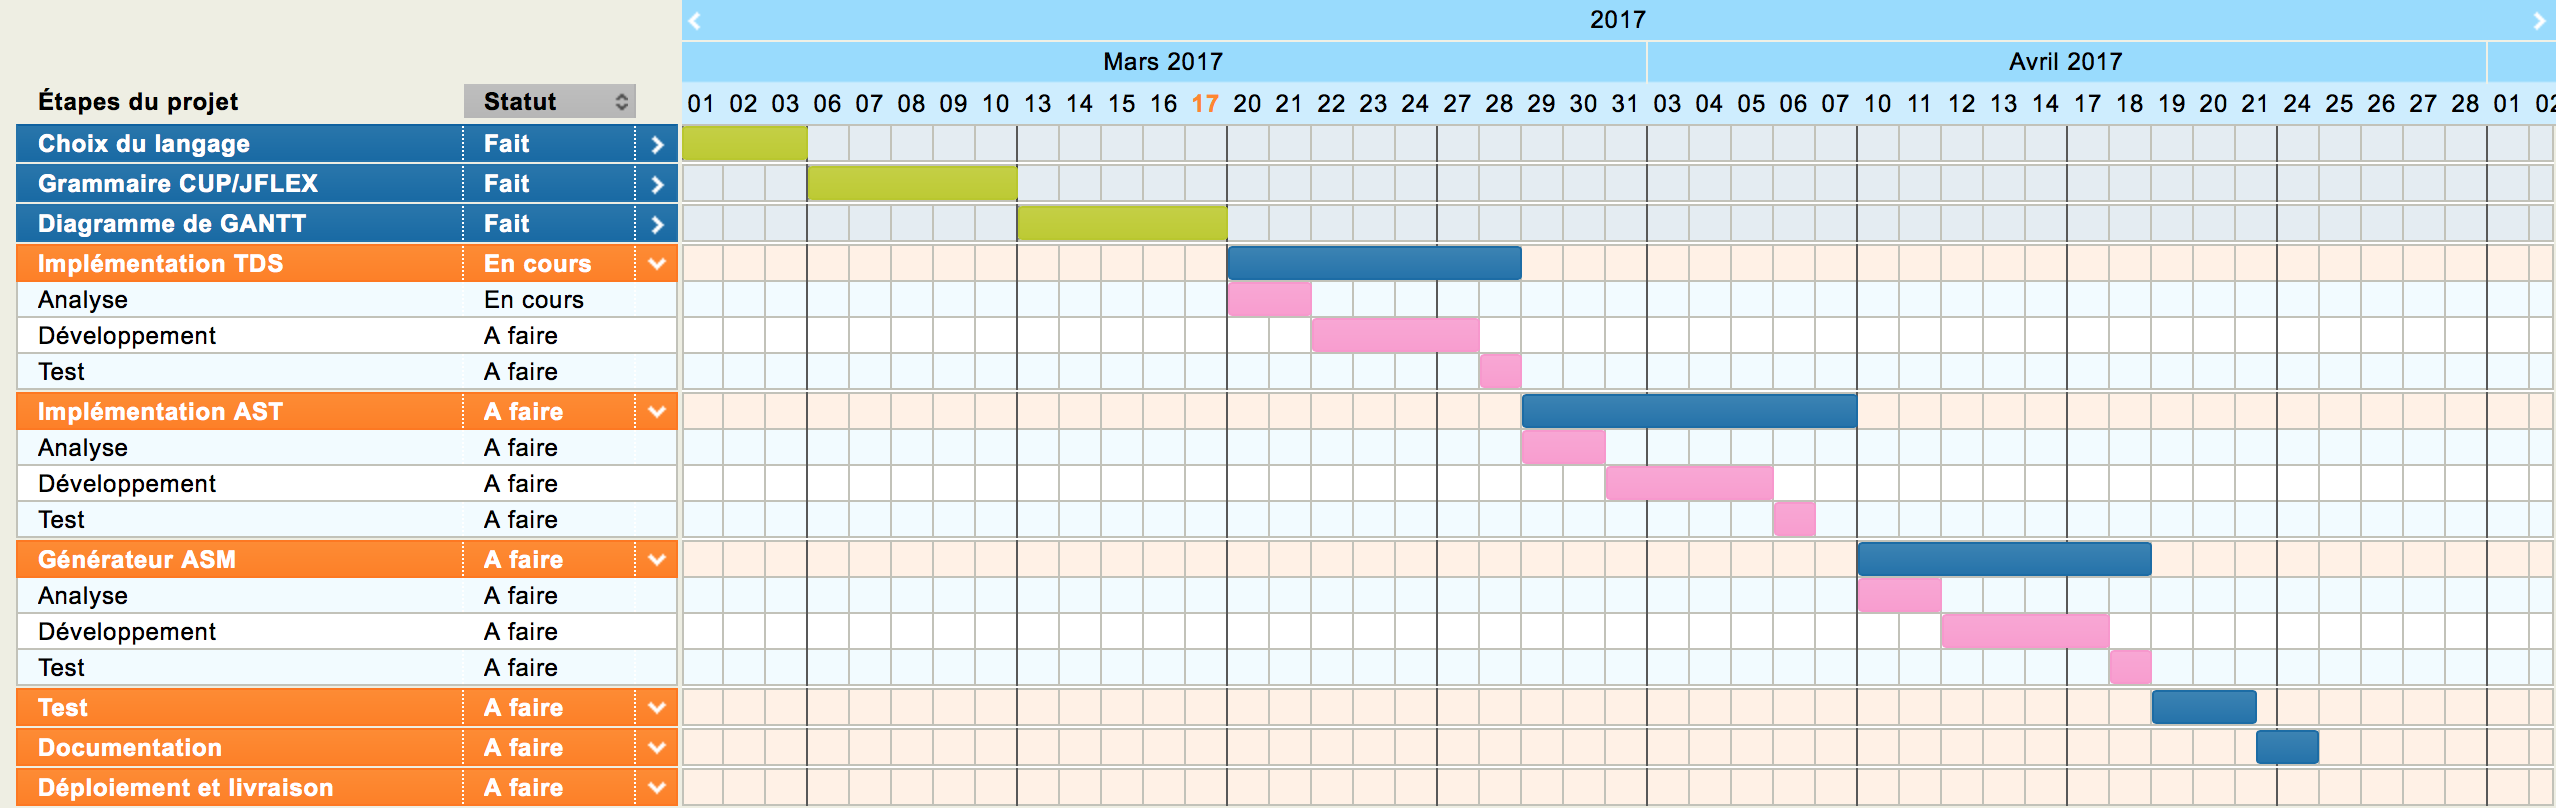 2017
Mars 2017 Avril 2017
Étapes du projet Statut 01 02 03 06 07 08 09 10 13 14 15 16 17 20 21 22 23 24 27 28 29 30 31 03 04 05 06 07 10 11 12 13 14 17 18 19 20 21 24 25 26 27 28 01 02
Choix du langage Fait
Grammaire CUP/JFLEX Fait
Diagramme de GANTT Fait
Implémentation TDS En cours
Analyse En cours
Développement A faire
Test A faire
Implémentation AST A faire
Analyse A faire
Développement A faire
Test A faire
Générateur ASM A faire
Analyse A faire
Développement A faire
Test A faire
Test A faire
Documentation A faire
Déploiement et livraison A faire